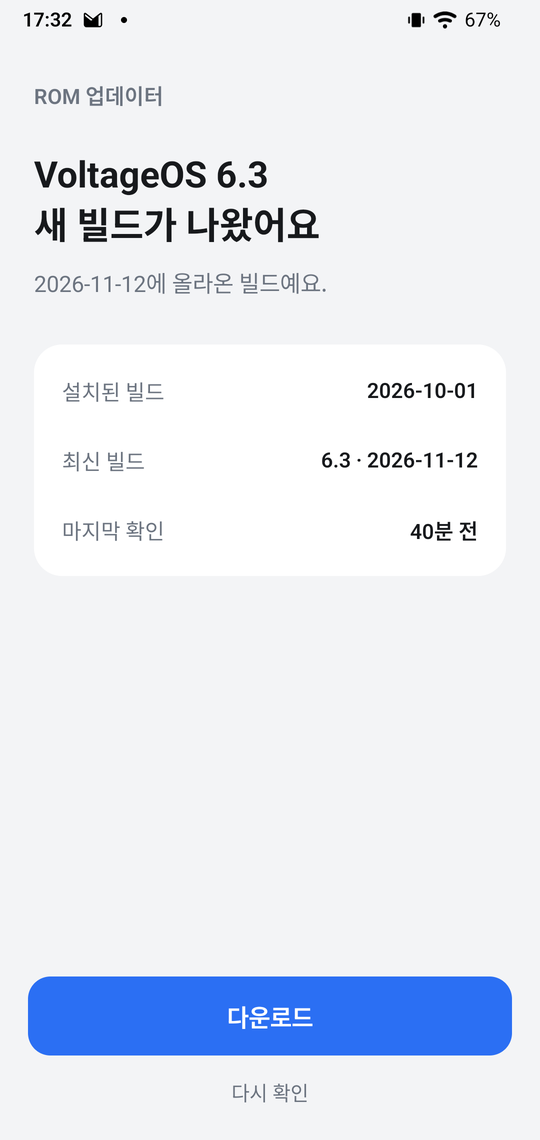 17:32
67%
ROM 업데이터
VoltageOS 6.3
새 빌드가 나왔어요
2026-11-12에 올라온 빌드예요.
설치된 빌드 2026-10-01
최신 빌드 6.3 · 2026-11-12
마지막 확인 40분 전
다운로드
다시 확인